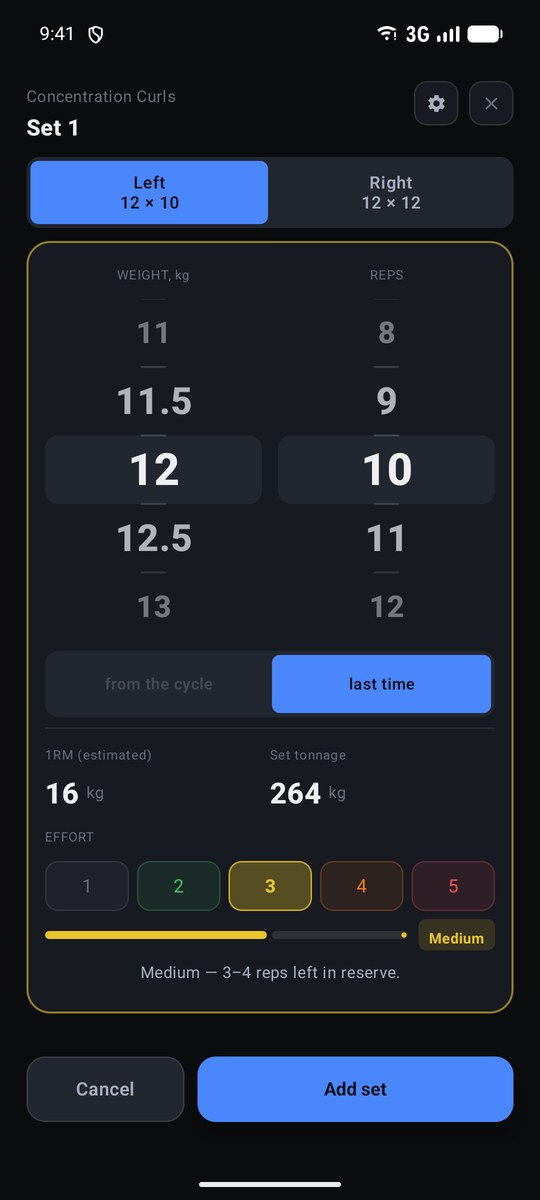 9:41
3G
Concentration Curls
Set 1
Left
12 × 10
Right
12 × 12
WEIGHT, kg
REPS
11
8
11.5
9
12
10
12.5
11
13
12
from the cycle
last time
1RM (estimated)
Set tonnage
16 kg
264 kg
EFFORT
1
2
3
4
5
Medium
Medium — 3–4 reps left in reserve.
Cancel
Add set